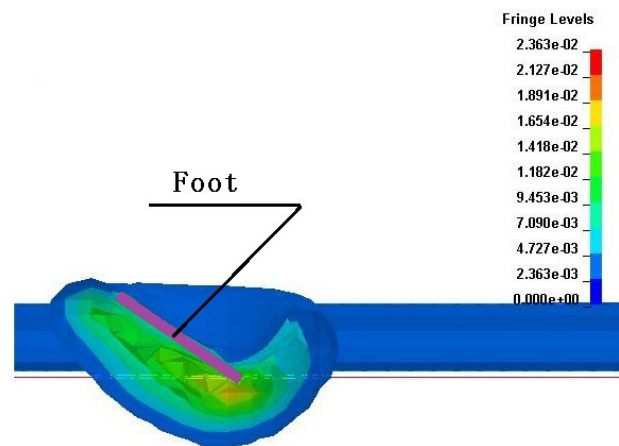 Fringe Levels
2.363e-02
2.127e-02
1.891e-02
1.654e-02
1.418e-02
1.182e-02
9.453e-03
7.090e-03
4.727e-03
2.363e-03
0.000e+00
Foot